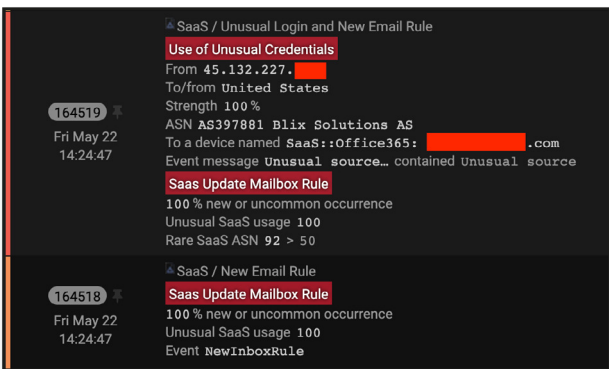 SaaS / Unusual Login and New Email Rule
Use of Unusual Credentials
From 45.132.227.
To/from United States
Strength 100%
164519
ASN AS397881 Blix Solutions AS
Fri May 22
To a device named SaaS::Office365: .com
14:24:47
Event message Unusual source… contained Unusual source
Saas Update Mailbox Rule
100% new or uncommon occurrence
Unusual SaaS usage 100
Rare SaaS ASN 92 > 50
SaaS / New Email Rule
164518
Saas Update Mailbox Rule
100% new or uncommon occurrence
Fri May 22
Unusual SaaS usage 100
14:24:47
Event NewInboxRule